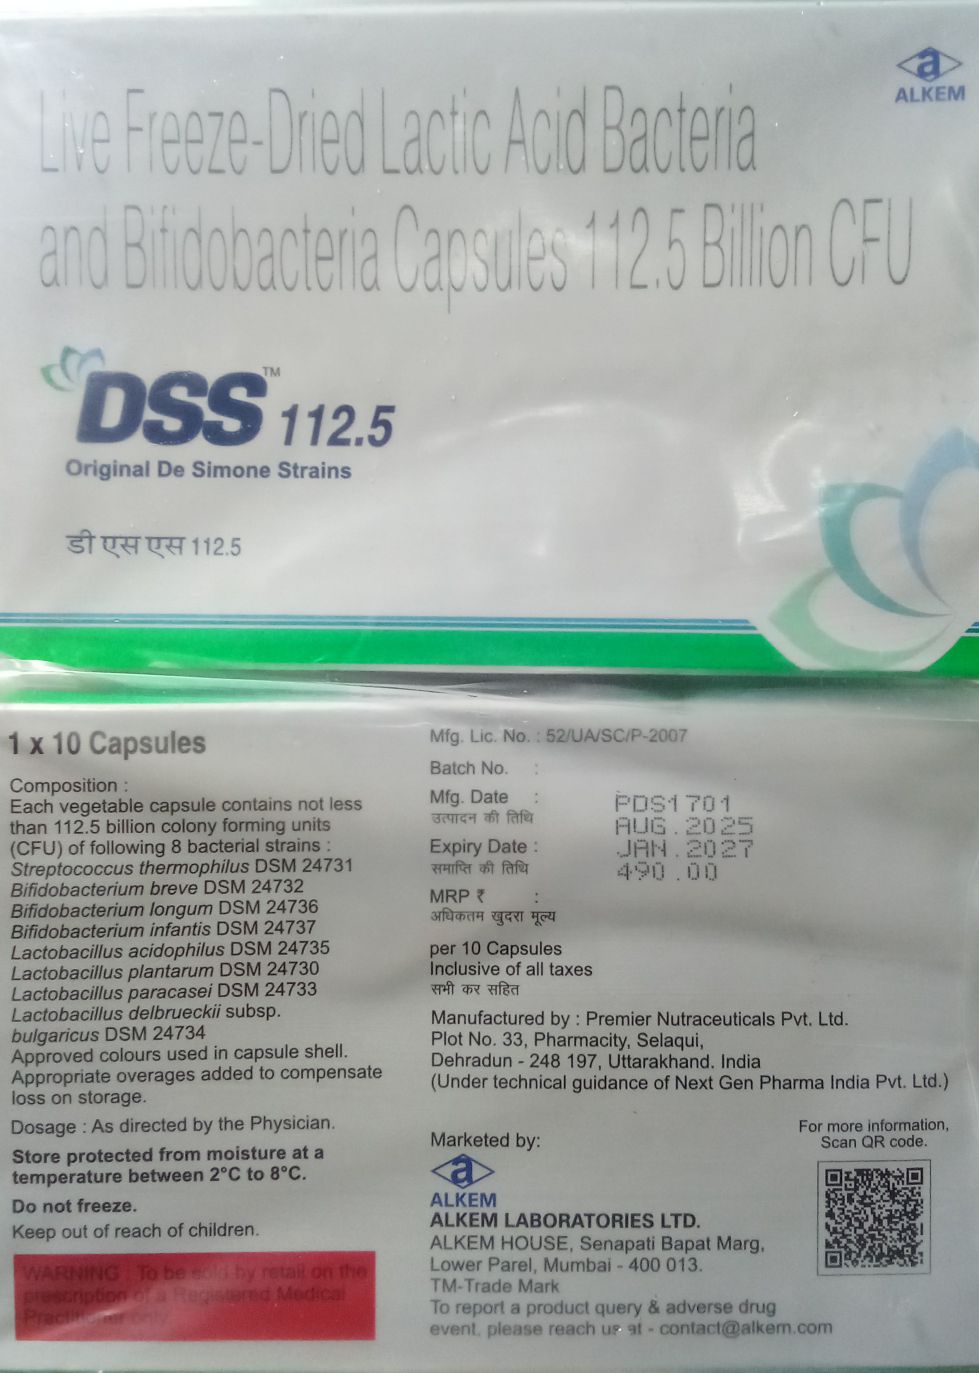 ALKEM
Live Freeze-Dried Lactic Acid Bacteria
and Bifidobacteria Capsules 112.5 Billion CFU
DSS™ 112.5
Original De Simone Strains
डी एस एस 112.5
1 x 10 Capsules
Composition :
Each vegetable capsule contains not less
than 112.5 billion colony forming units
(CFU) of following 8 bacterial strains :
Streptococcus thermophilus DSM 24731
Bifidobacterium breve DSM 24732
Bifidobacterium longum DSM 24736
Bifidobacterium infantis DSM 24737
Lactobacillus acidophilus DSM 24735
Lactobacillus plantarum DSM 24730
Lactobacillus paracasei DSM 24733
Lactobacillus delbrueckii subsp.
bulgaricus DSM 24734
Approved colours used in capsule shell.
Appropriate overages added to compensate
loss on storage.
Dosage : As directed by the Physician.
Store protected from moisture at a
temperature between 2°C to 8°C.
Do not freeze.
Keep out of reach of children.
WARNING To be sold by retail on the
prescription of a Registered Medical
Practitioner only
Mfg. Lic. No. : 52/UA/SC/P-2007
Batch No. :
Mfg. Date :
उत्पादन की तिथि
Expiry Date :
समाप्ति की तिथि
MRP ₹ :
अधिकतम खुदरा मूल्य
PDS1701
AUG.2025
JAN.2027
490.00
per 10 Capsules
Inclusive of all taxes
सभी कर सहित
Manufactured by : Premier Nutraceuticals Pvt. Ltd.
Plot No. 33, Pharmacity, Selaqui,
Dehradun - 248 197, Uttarakhand. India
(Under technical guidance of Next Gen Pharma India Pvt. Ltd.)
Marketed by:
ALKEM
ALKEM LABORATORIES LTD.
ALKEM HOUSE, Senapati Bapat Marg,
Lower Parel, Mumbai - 400 013.
TM-Trade Mark
To report a product query & adverse drug
event, please reach us at - contact@alkem.com
For more information,
Scan QR code.